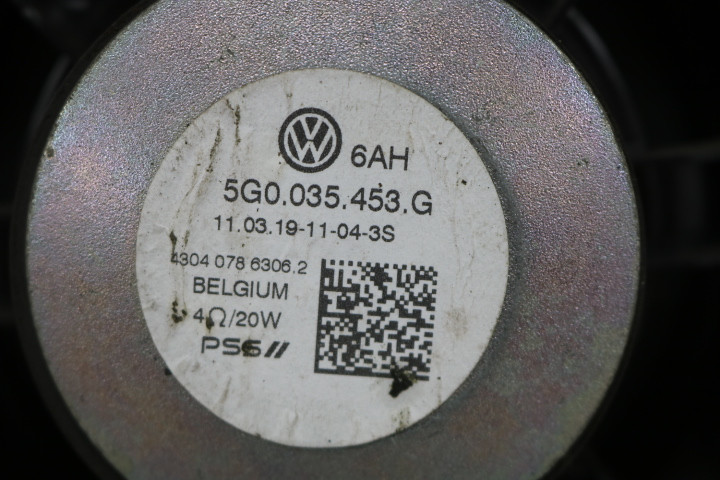 6AH
5G0.035.453.G
11.03.19-11-04-3S
4304 078 6306.2
BELGIUM
4Ω/20W
PSS//